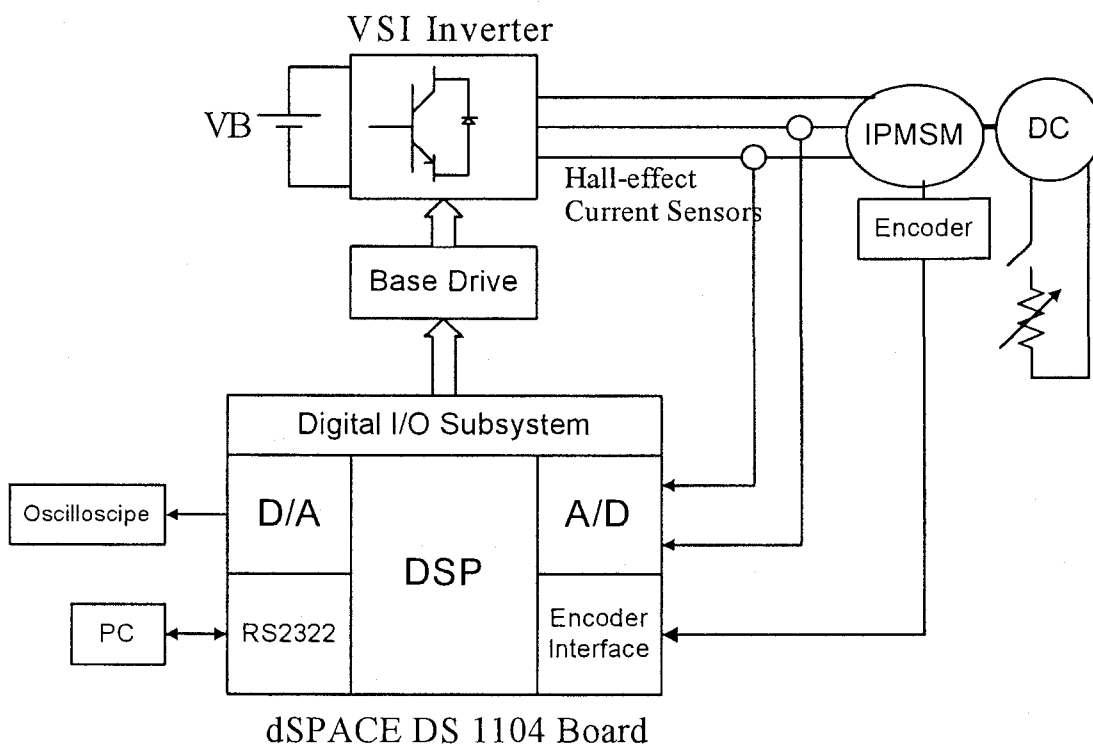 VSI Inverter
VB
IPMSM
DC
Hall-effect
Current Sensors
Encoder
Base Drive
Digital I/O Subsystem
Oscilloscipe
D/A
A/D
DSP
PC
RS2322
Encoder
Interface
dSPACE DS 1104 Board